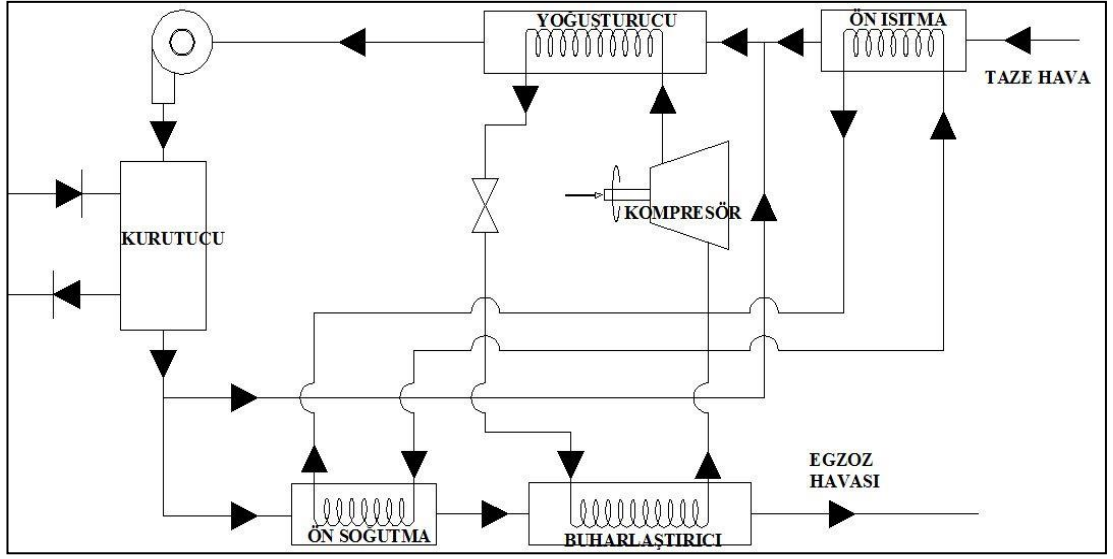 YOĞUŞTURUCU
ÖN ISITMA
TAZE HAVA
KOMPRESÖR
KURUTUCU
EGZOZ
HAVASI
ÖN SOĞUTMA
BUHARLAŞTIRICI